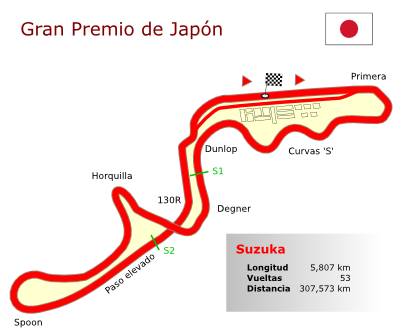 Gran Premio de Japón
Primera
Dunlop
Curvas 'S'
S1
Horquilla
130R
Degner
S2
Paso elevado
Spoon
Suzuka
Longitud 5,807 km
Vueltas 53
Distancia 307,573 km